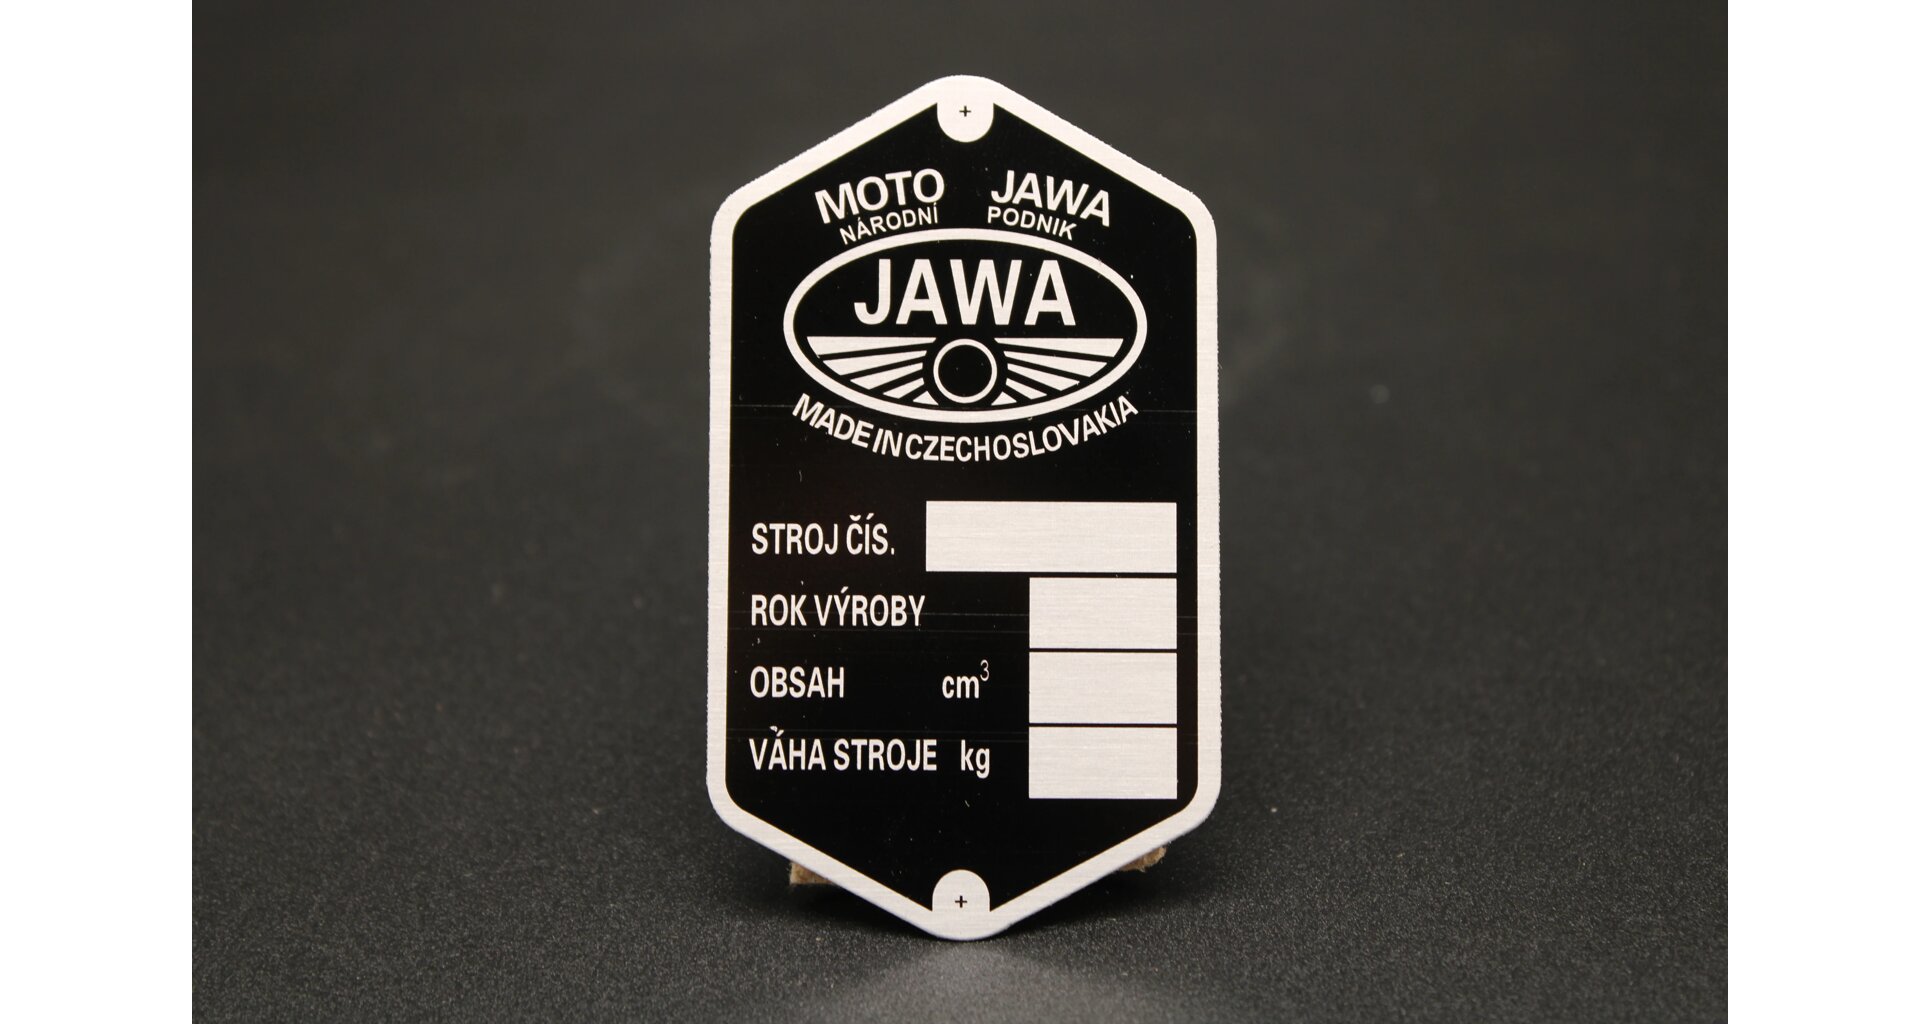 MOTO JAWA
NÁRODNÍ PODNIK
JAWA
MADE IN CZECHOSLOVAKIA
STROJ ČÍS.
ROK VÝROBY
OBSAH cm³
VÁHA STROJE kg